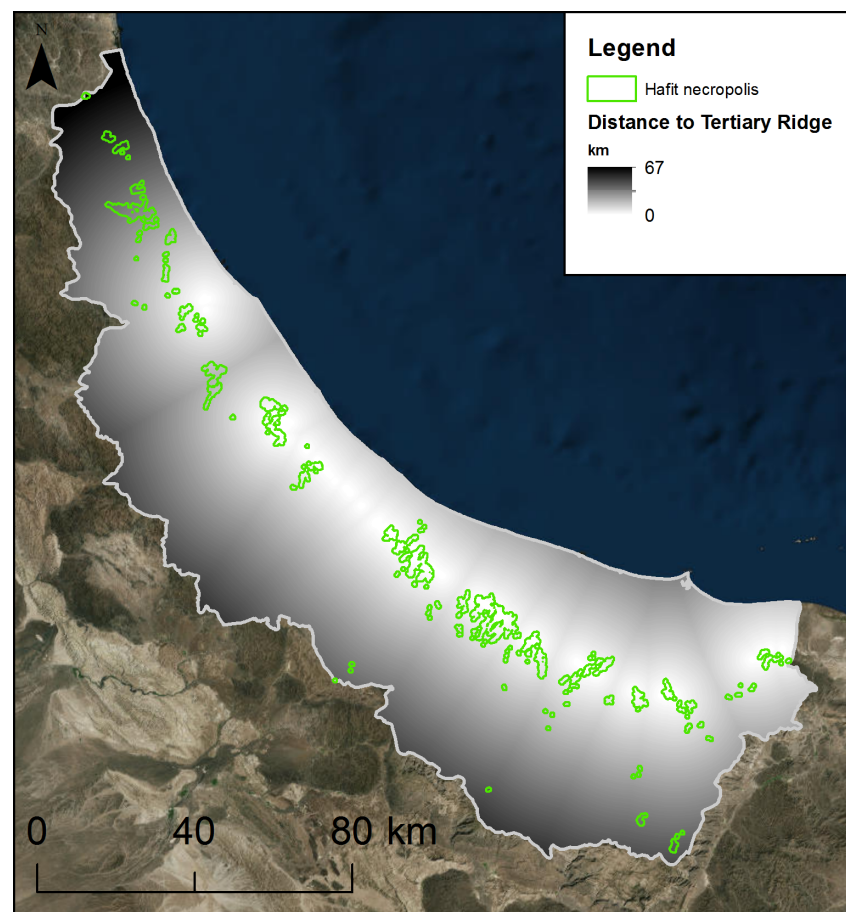 N
Legend
Hafit necropolis
Distance to Tertiary Ridge
km
67
0
0 40 80 km